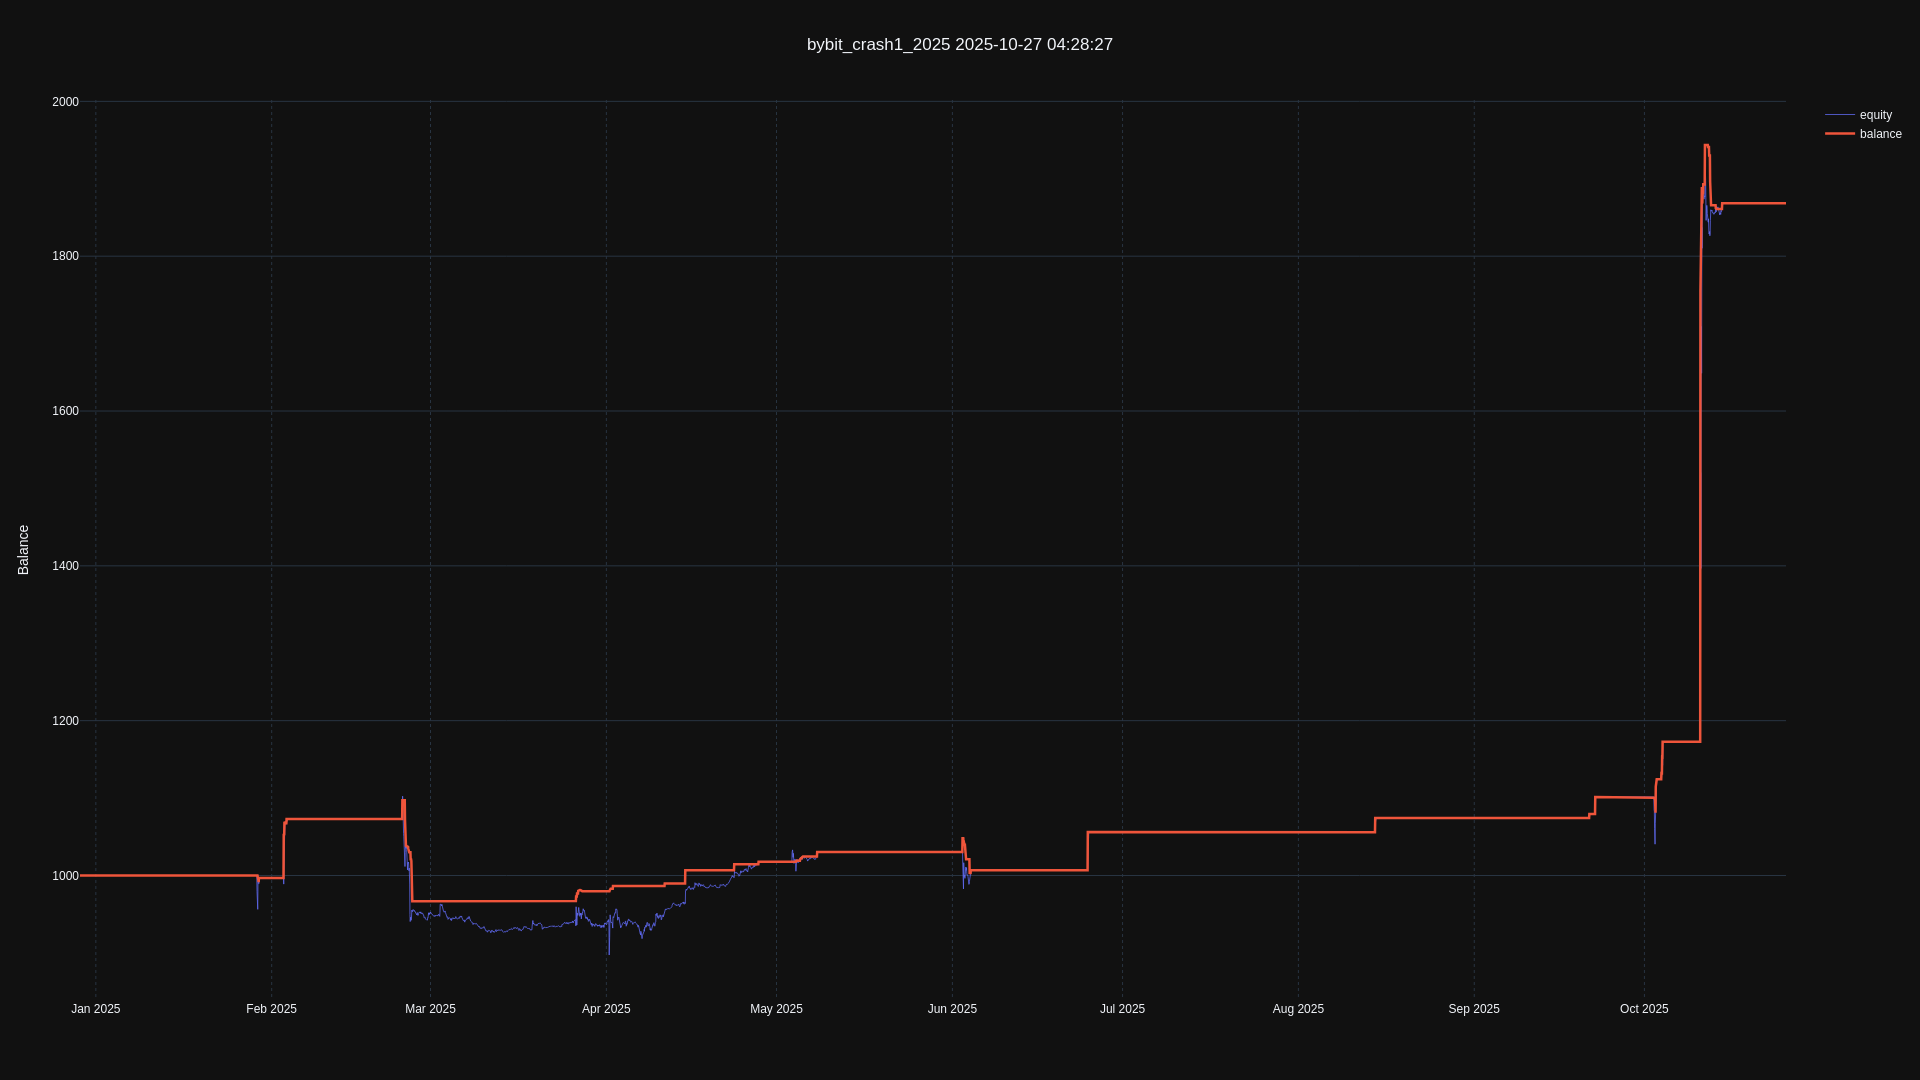 bybit_crash1_2025 2025-10-27 04:28:27
equity
balance
2000
1800
1600
1400
1200
1000
Balance
Jan 2025
Feb 2025
Mar 2025
Apr 2025
May 2025
Jun 2025
Jul 2025
Aug 2025
Sep 2025
Oct 2025